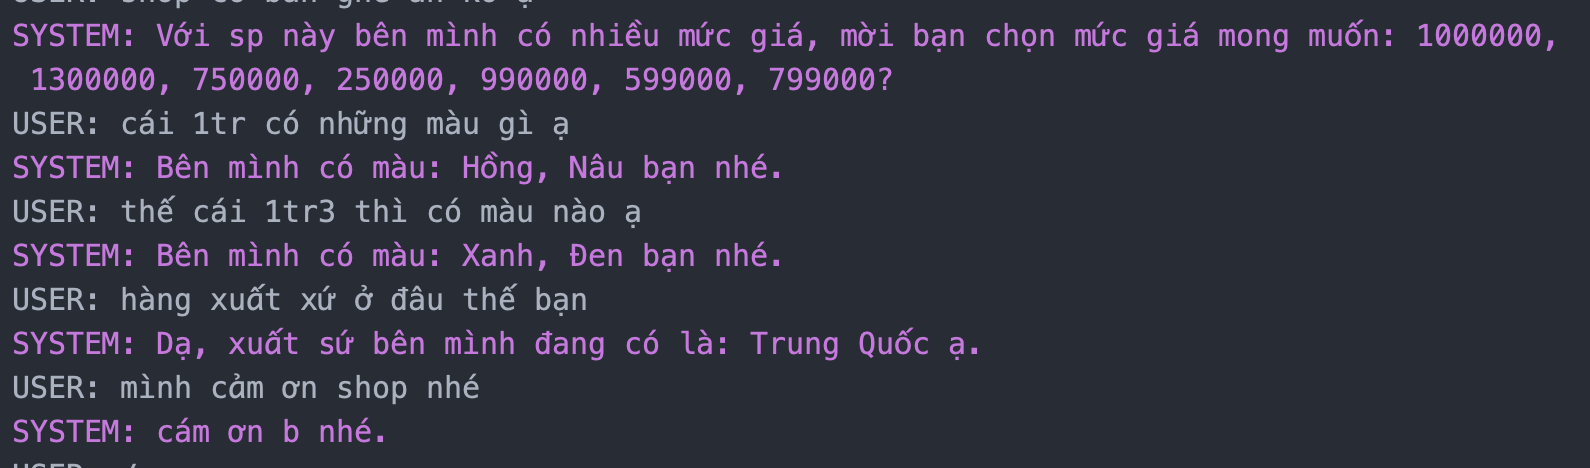 USER: shop có bán ghế ăn ko ạ
SYSTEM: Với sp này bên mình có nhiều mức giá, mời bạn chọn mức giá mong muốn: 1000000,
1300000, 750000, 250000, 990000, 599000, 799000?
USER: cái 1tr có những màu gì ạ
SYSTEM: Bên mình có màu: Hồng, Nâu bạn nhé.
USER: thế cái 1tr3 thì có màu nào ạ
SYSTEM: Bên mình có màu: Xanh, Đen bạn nhé.
USER: hàng xuất xứ ở đâu thế bạn
SYSTEM: Dạ, xuất sứ bên mình đang có là: Trung Quốc ạ.
USER: mình cảm ơn shop nhé
SYSTEM: cám ơn b nhé.
USER: